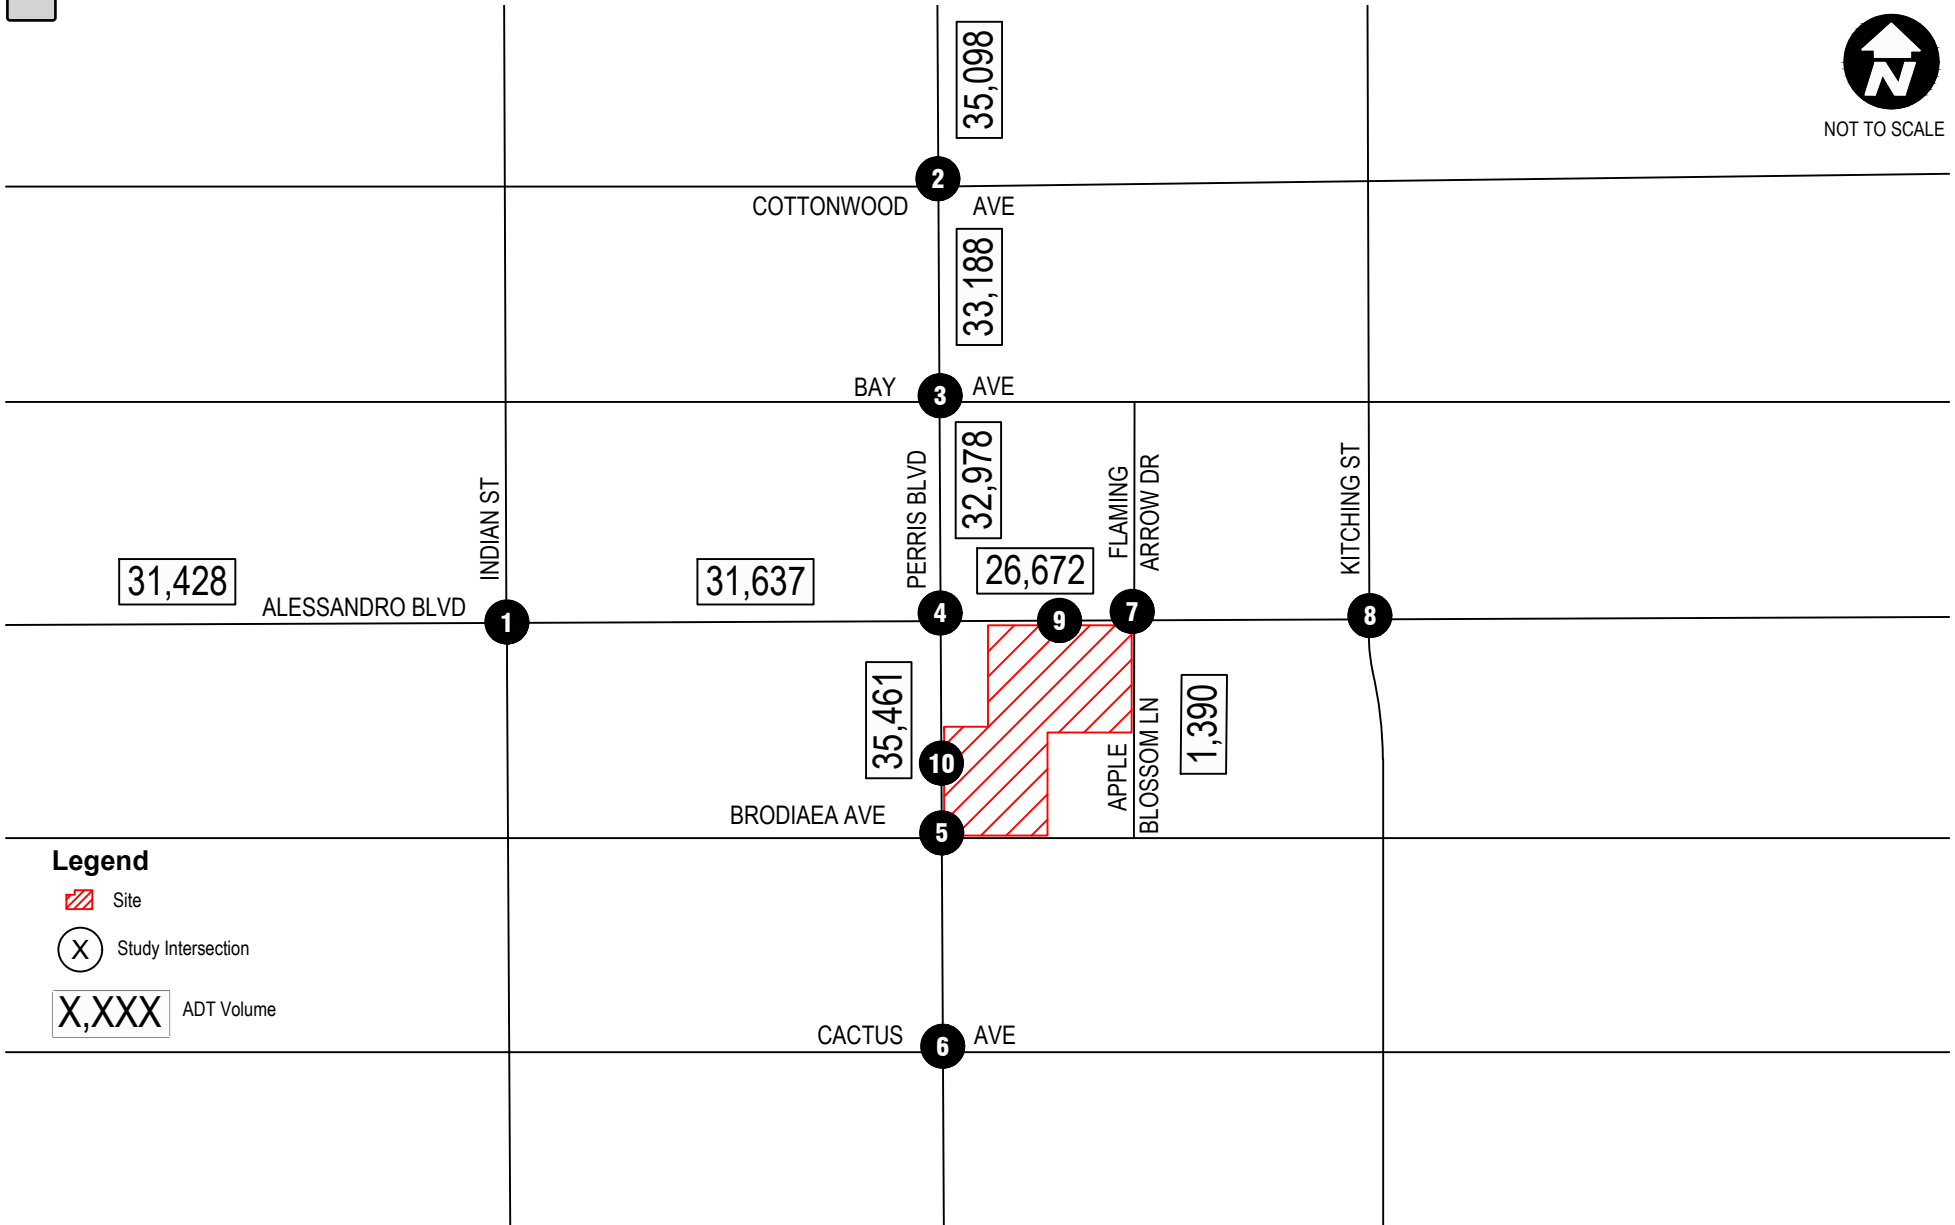 35,098
N
NOT TO SCALE
2
COTTONWOOD AVE
33,188
BAY AVE
3
32,978
PERRIS BLVD
FLAMING
ARROW DR
KITCHING ST
INDIAN ST
31,428
31,637
26,672
ALESSANDRO BLVD
1
4
9
7
8
35,461
10
1,390
APPLE
BLOSSOM LN
BRODIAEA AVE
5
Legend
Site
X Study Intersection
X,XXX ADT Volume
CACTUS AVE
6